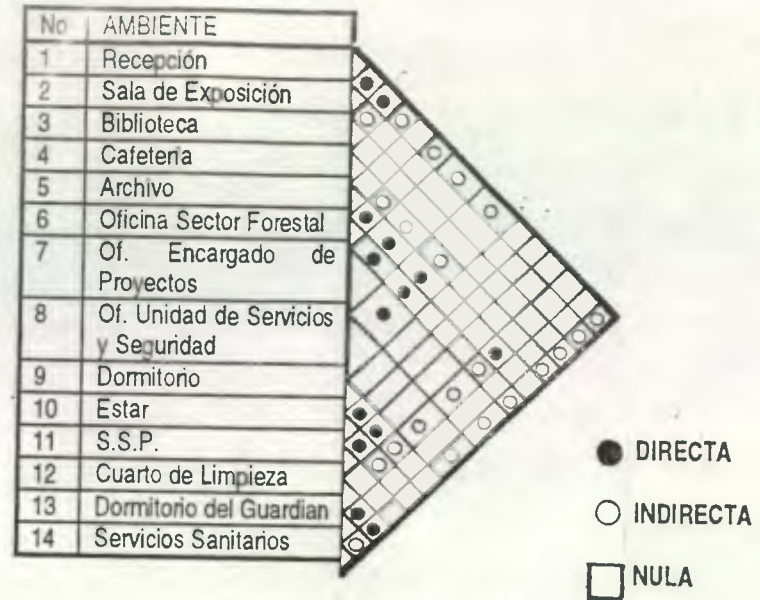 No AMBIENTE
1 Recepción
2 Sala de Exposición
3 Biblioteca
4 Cafetería
5 Archivo
6 Oficina Sector Forestal
7 Of. Encargado de
Proyectos
8 Of. Unidad de Servicios
y Seguridad
9 Dormitorio
10 Estar
11 S.S.P.
12 Cuarto de Limpieza
13 Dormitorio del Guardian
14 Servicios Sanitarios
DIRECTA
INDIRECTA
NULA